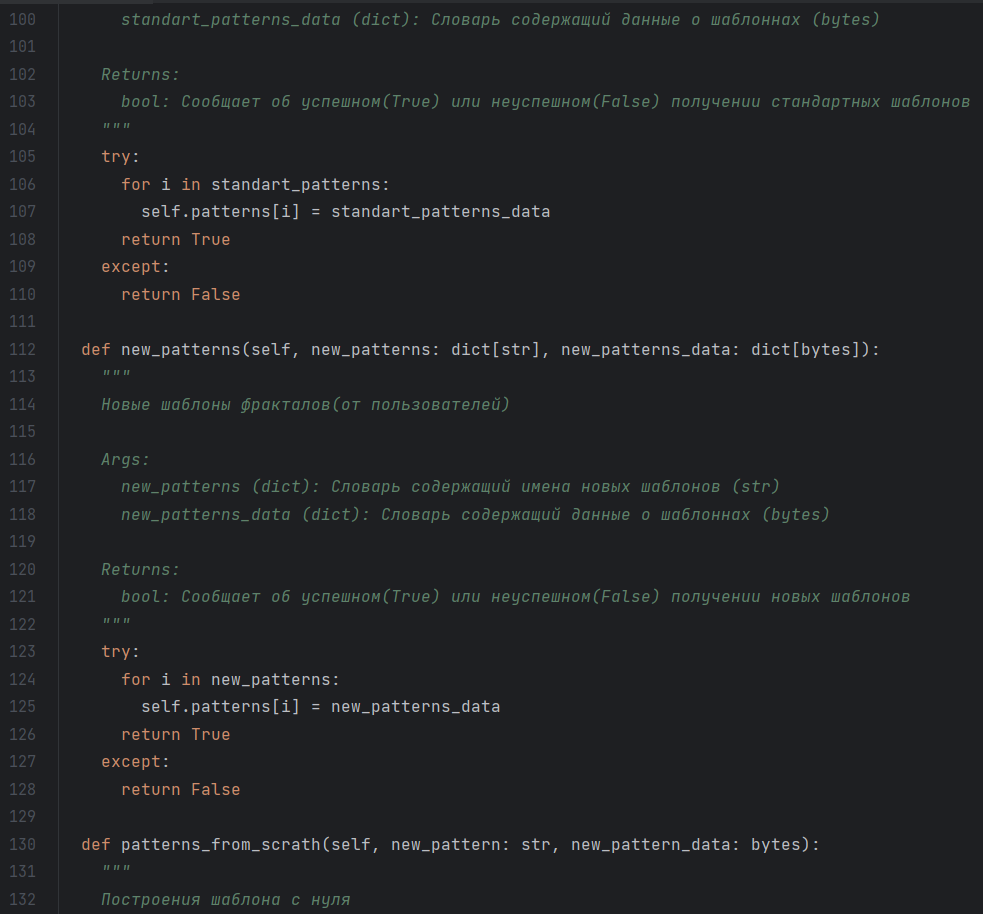 100 standart_patterns_data (dict): Словарь содержащий данные о шаблоннах (bytes)
101
102 Returns:
103 bool: Сообщает об успешном(True) или неуспешном(False) получении стандартных шаблонов
104 """
105 try:
106 for i in standart_patterns:
107 self.patterns[i] = standart_patterns_data
108 return True
109 except:
110 return False
111
112 def new_patterns(self, new_patterns: dict[str], new_patterns_data: dict[bytes]):
113 """
114 Новые шаблоны фракталов(от пользователей)
115
116 Args:
117 new_patterns (dict): Словарь содержащий имена новых шаблонов (str)
118 new_patterns_data (dict): Словарь содержащий данные о шаблоннах (bytes)
119
120 Returns:
121 bool: Сообщает об успешном(True) или неуспешном(False) получении новых шаблонов
122 """
123 try:
124 for i in new_patterns:
125 self.patterns[i] = new_patterns_data
126 return True
127 except:
128 return False
129
130 def patterns_from_scrath(self, new_pattern: str, new_pattern_data: bytes):
131 """
132 Построения шаблона с нуля